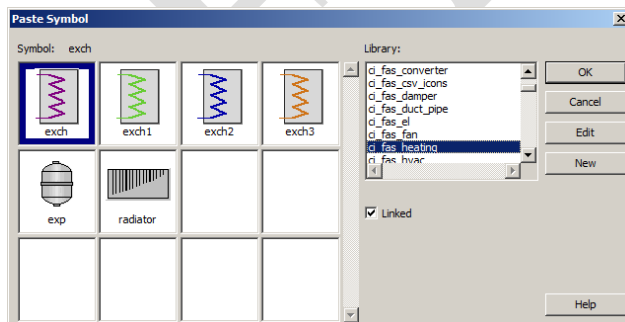 Paste Symbol
Symbol: exch
Library:
exch
exch1
exch2
exch3
exp
radiator
ci_fas_converter
ci_fas_csv_icons
ci_fas_damper
ci_fas_duct_pipe
ci_fas_el
ci_fas_fan
ci_fas_heating
ci_fas_hvac
Linked
OK
Cancel
Edit
New
Help